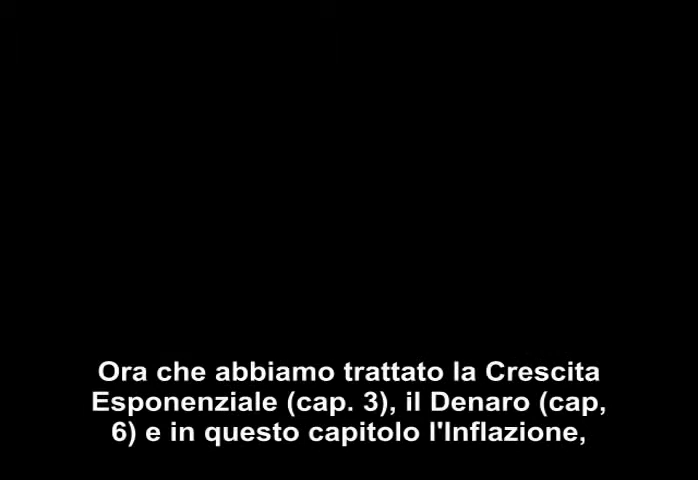 Ora che abbiamo trattato la Crescita
Esponenziale (cap. 3), il Denaro (cap,
6) e in questo capitolo l'Inflazione,